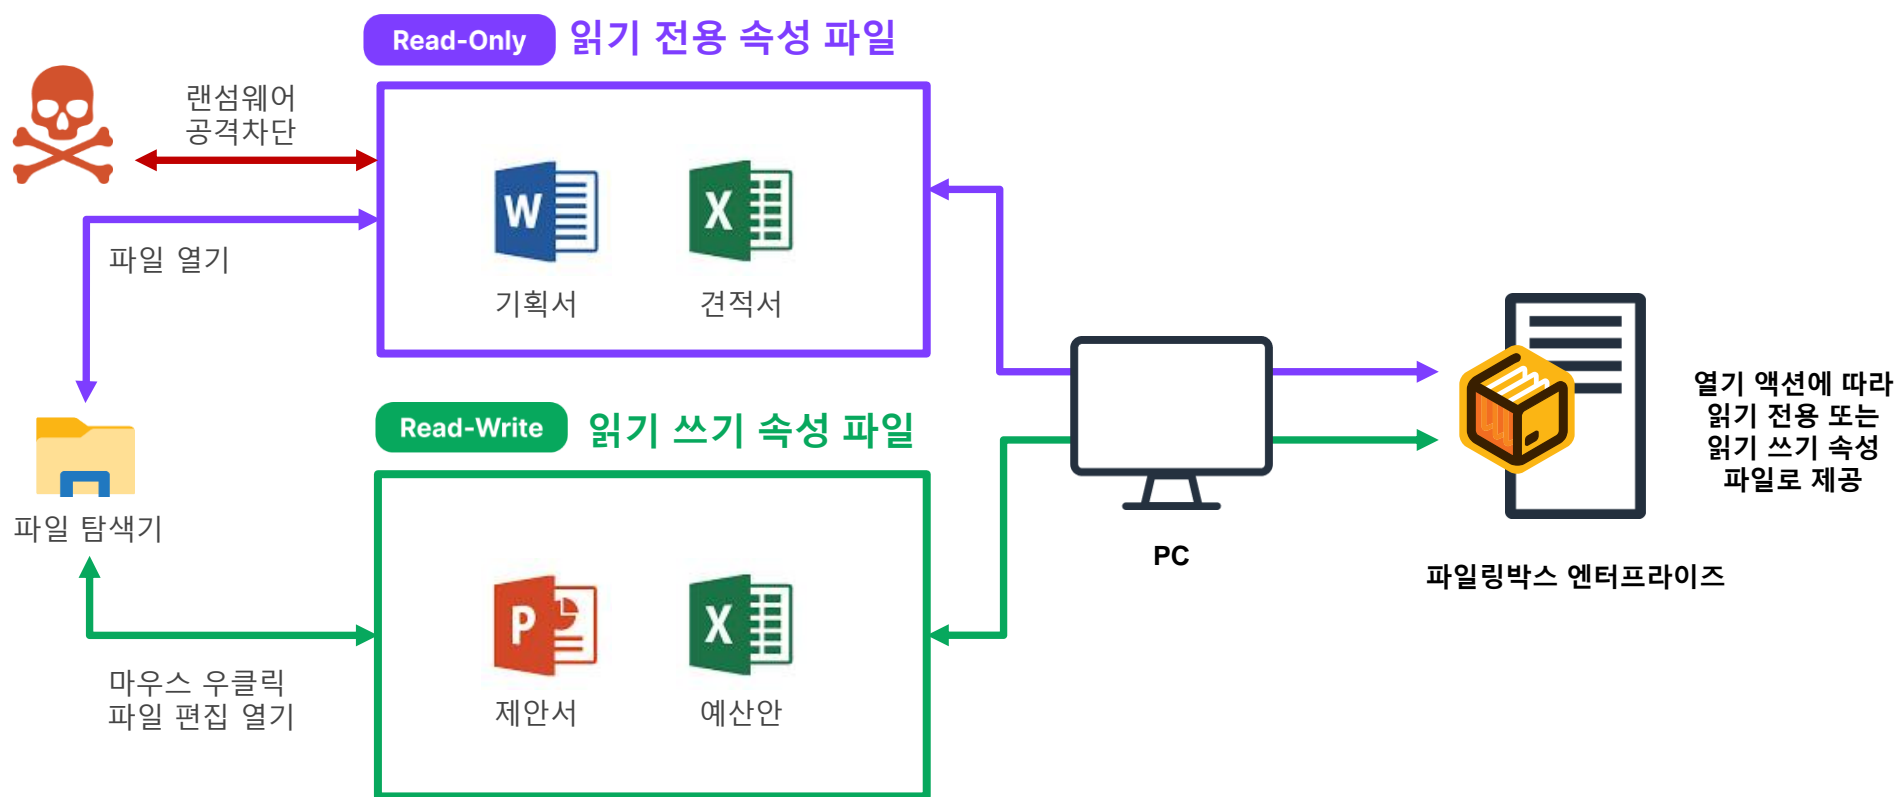 Read-Only 읽기 전용 속성 파일
랜섬웨어
공격차단
파일 열기
W
X
기획서
견적서
Read-Write 읽기 쓰기 속성 파일
파일 탐색기
마우스 우클릭
파일 편집 열기
P
X
제안서
예산안
PC
열기 액션에 따라
읽기 전용 또는
읽기 쓰기 속성
파일로 제공
파일링박스 엔터프라이즈